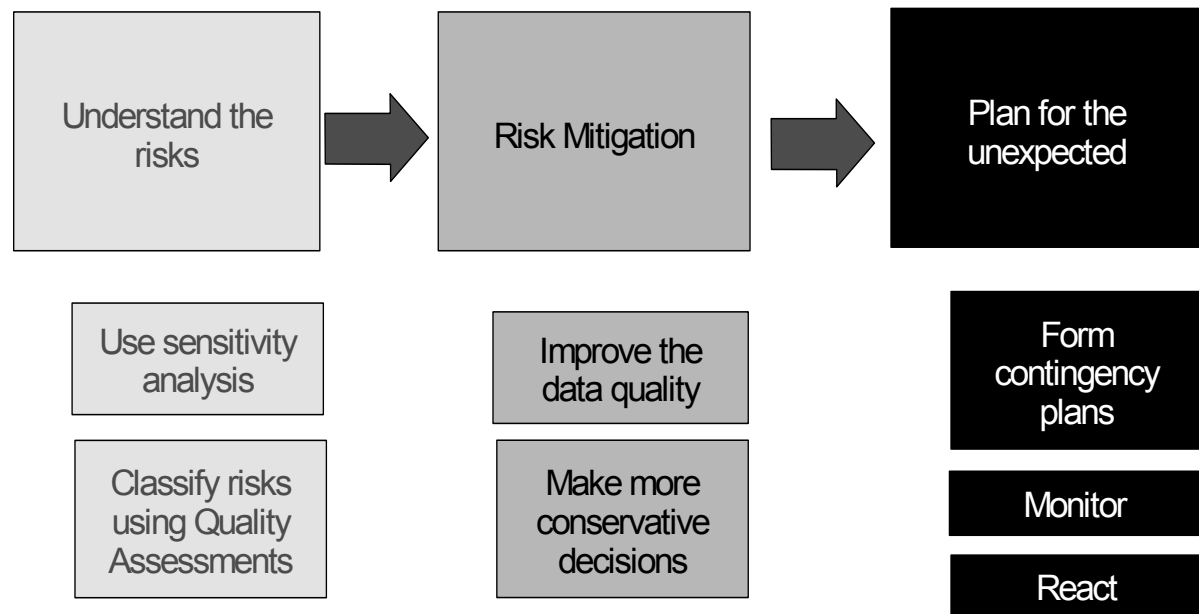 Understand the
risks
Risk Mitigation
Plan for the
unexpected
Use sensitivity
analysis
Classify risks
using Quality
Assessments
Improve the
data quality
Make more
conservative
decisions
Form
contingency
plans
Monitor
React